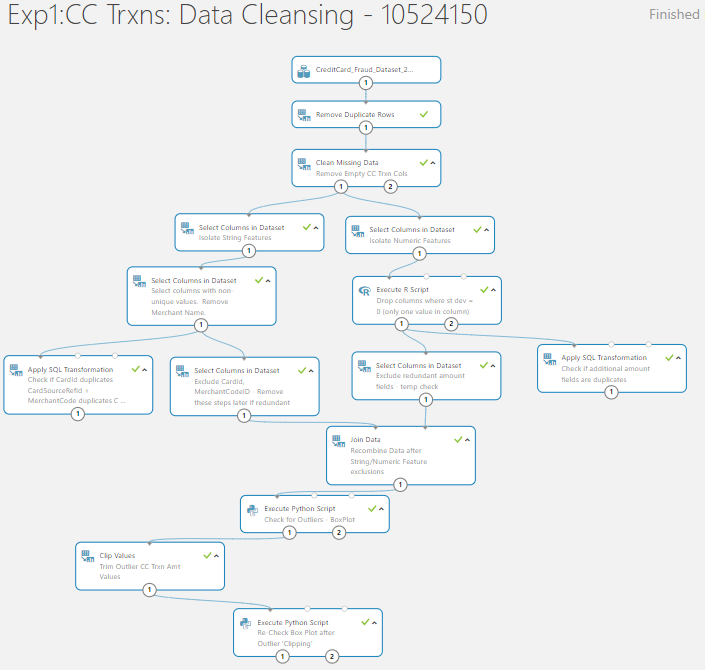 Exp1:CC Trxns: Data Cleansing - 10524150
Finished
CreditCard_Fraud_Dataset_2...
1
Remove Duplicate Rows
1
Clean Missing Data
Remove Empty CC Trxn Cols
1
2
Select Columns in Dataset
Isolate String Features
1
Select Columns in Dataset
Isolate Numeric Features
1
Select Columns in Dataset
Select columns with non-
unique values. Remove
Merchant Name.
1
Execute R Script
Drop columns where st dev =
0 (only one value in column)
1
2
Apply SQL Transformation
Check if CardId duplicates
CardSourceRefid +
MerchantCode duplicates C ...
1
Select Columns in Dataset
Exclude CardId,
MerchantCodeID - Remove
these steps later if redundant
1
Select Columns in Dataset
Exclude redundant amount
fields - temp check
1
Apply SQL Transformation
Check if additional amount
fields are duplicates
1
Join Data
Recombine Data after
String/Numeric Feature
exclusions
1
Execute Python Script
Check for Outliers - BoxPlot
1
2
Clip Values
Trim Outlier CC Trxn Amt
Values
1
Execute Python Script
Re-Check Box Plot after
Outlier 'Clipping'
1
2